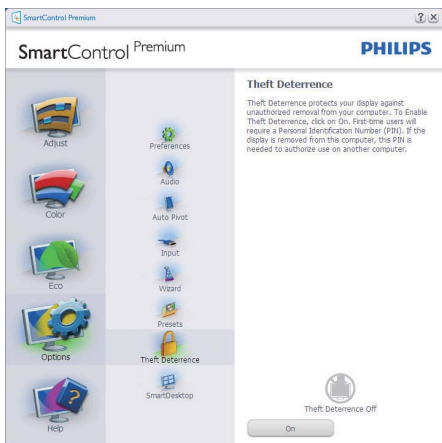 SmartControl Premium
SmartControl Premium
PHILIPS
Adjust
Color
Eco
Options
Help
Preferences
Audio
Auto Pivot
Input
Wizard
Presets
Theft Deterrence
SmartDesktop
Theft Deterrence
Theft Deterrence protects your display against
unauthorized removal from your computer. To Enable
Theft Deterrence, click on On. First-time users will
require a Personal Identification Number (PIN). If the
display is removed from this computer, this PIN is
needed to authorize use on another computer.
Theft Deterrence Off
On